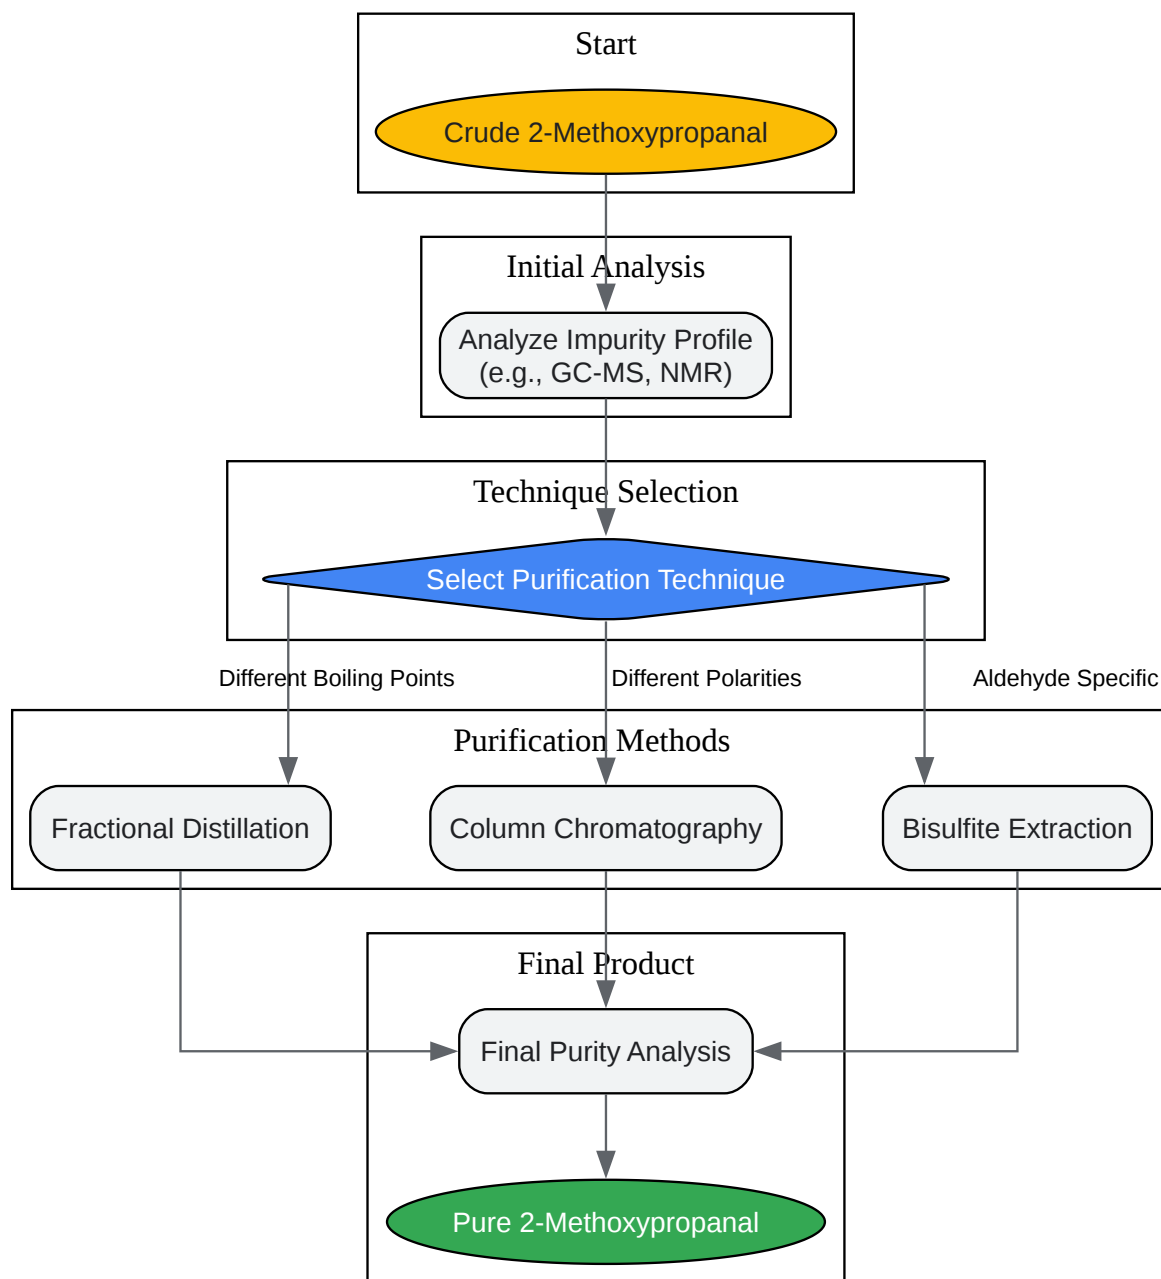 Start
Crude 2-Methoxypropanal
Initial Analysis
Analyze Impurity Profile
(e.g., GC-MS, NMR)
Technique Selection
Select Purification Technique
Different Boiling Points
Different Polarities
Aldehyde Specific
Purification Methods
Fractional Distillation
Column Chromatography
Bisulfite Extraction
Final Product
Final Purity Analysis
Pure 2-Methoxypropanal